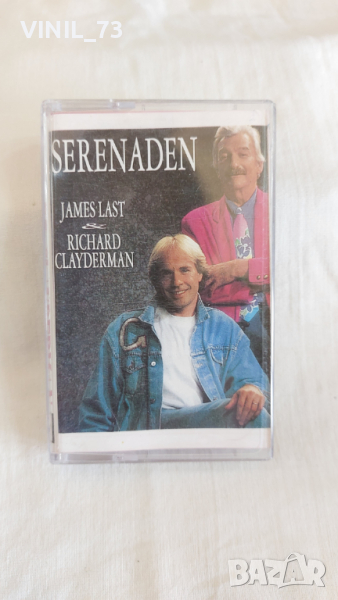 VINIL_73
SERENADEN
JAMES LAST
&
RICHARD
CLAYDERMAN
BAZAR